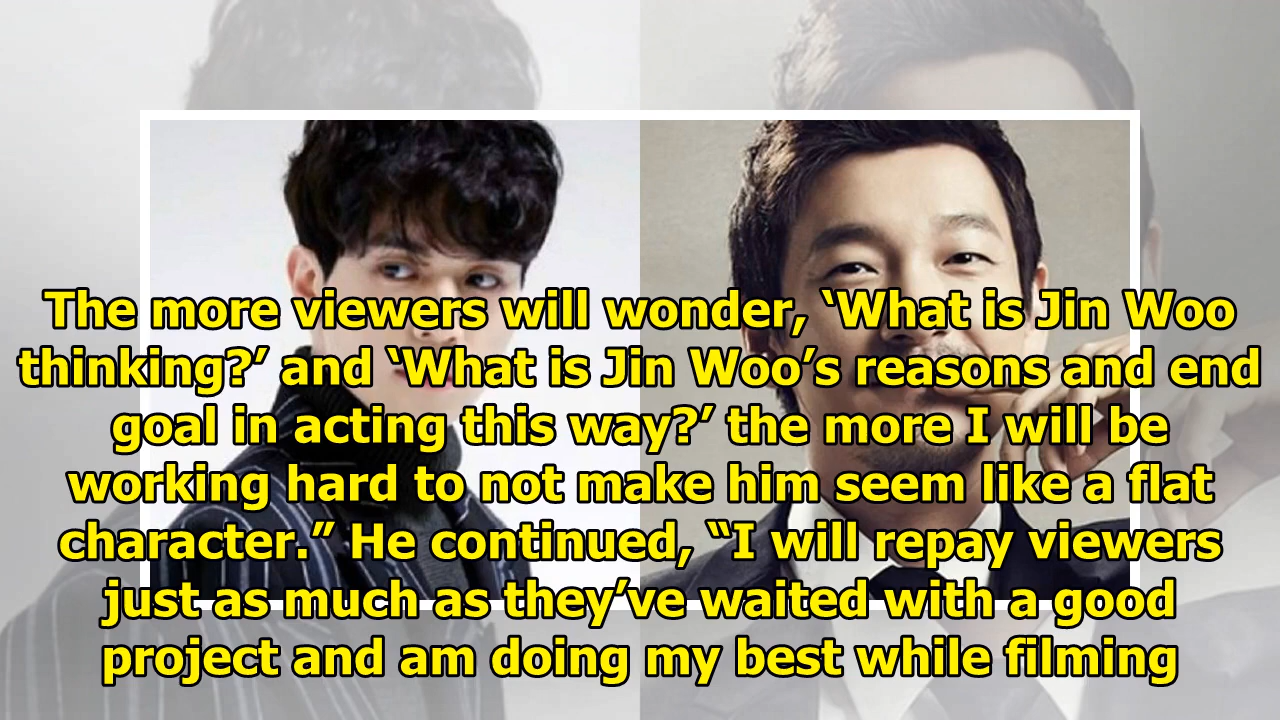 The more viewers will wonder, ‘What is Jin Woo
thinking?’ and ‘What is Jin Woo’s reasons and end
goal in acting this way?’ the more I will be
working hard to not make him seem like a flat
character.” He continued, “I will repay viewers
just as much as they’ve waited with a good
project and am doing my best while filming